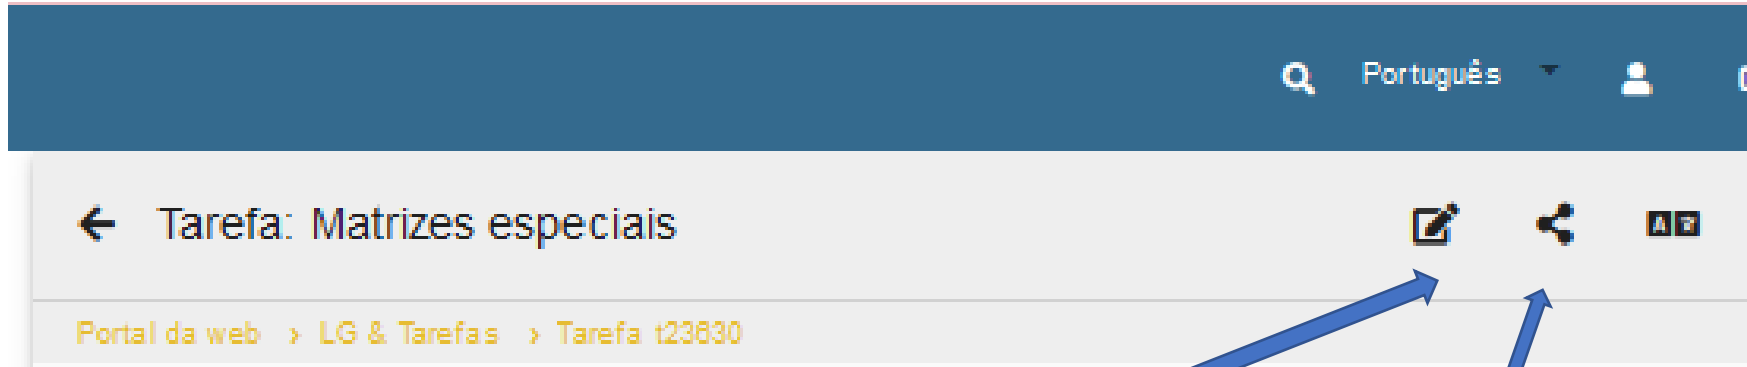 Português
Tarefa: Matrizes especiais
Portal da web › LG & Tarefas › Tarefa t23630